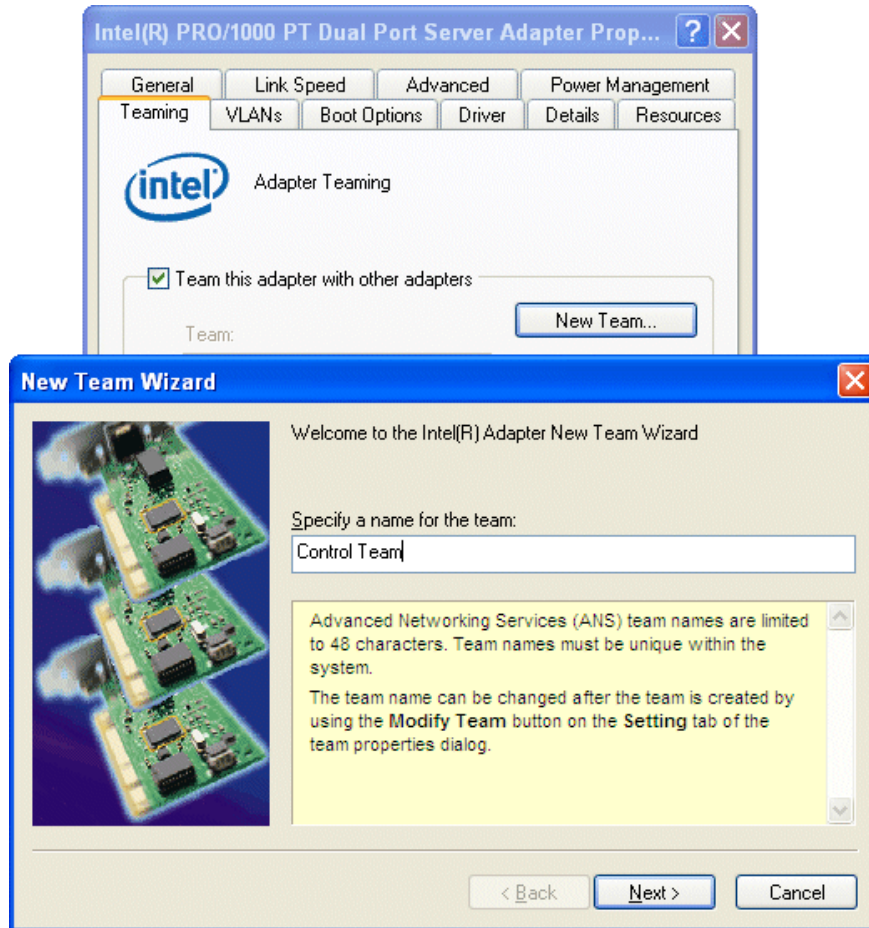 Intel(R) PRO/1000 PT Dual Port Server Adapter Prop...
General Link Speed Advanced Power Management
Teaming VLANs Boot Options Driver Details Resources
intel Adapter Teaming
Team this adapter with other adapters
New Team...
Team:
New Team Wizard
Welcome to the Intel(R) Adapter New Team Wizard
Specify a name for the team:
Control Team
Advanced Networking Services (ANS) team names are limited
to 48 characters. Team names must be unique within the
system.
The team name can be changed after the team is created by
using the Modify Team button on the Setting tab of the
team properties dialog.
< Back Next > Cancel